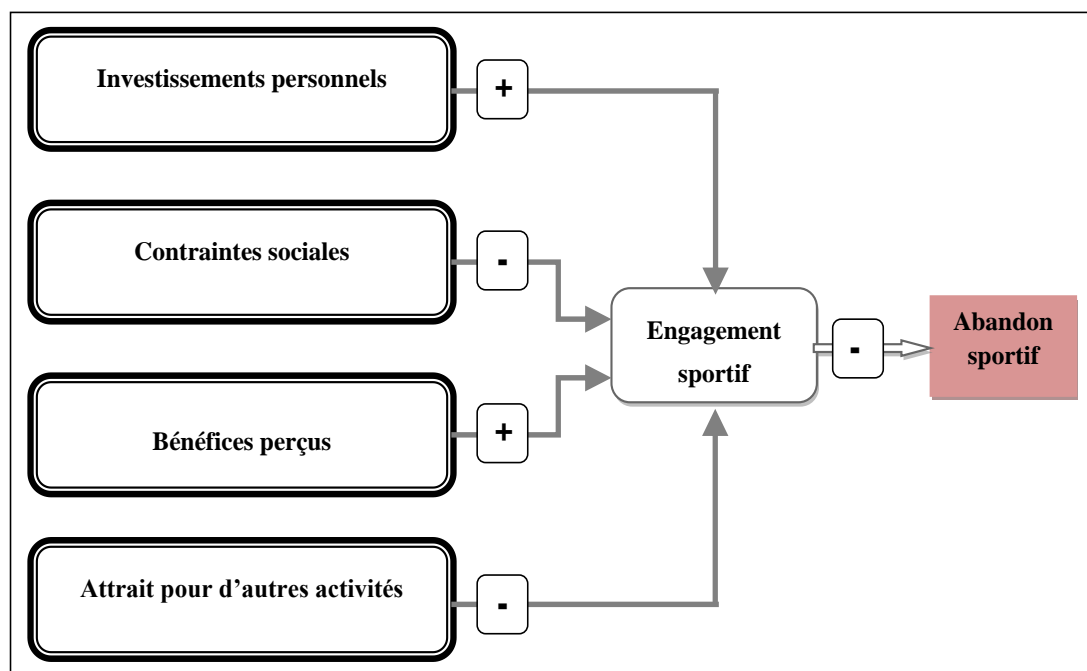 Investissements personnels
+
Contraintes sociales
-
Engagement
sportif
-
Abandon
sportif
Bénéfices perçus
+
Attrait pour d’autres activités
-